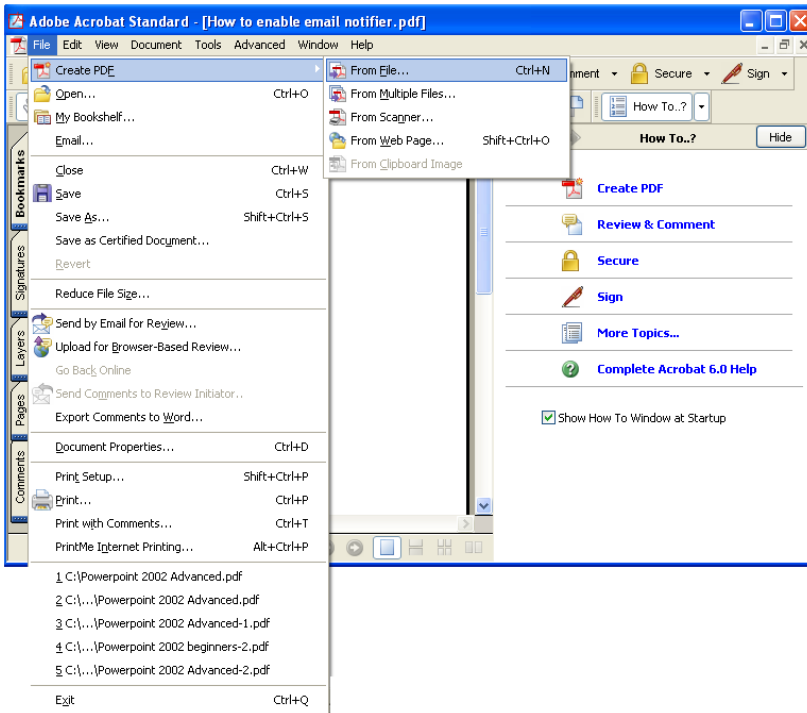 Adobe Acrobat Standard - [How to enable email notifier.pdf]
File Edit View Document Tools Advanced Window Help
Create PDF
From File... Ctrl+N
From Multiple Files...
From Scanner...
From Web Page... Shift+Ctrl+O
From Clipboard Image
Open... Ctrl+O
My Bookshelf...
Email...
Close Ctrl+W
Save Ctrl+S
Save As... Shift+Ctrl+S
Save as Certified Document...
Revert
Reduce File Size...
Send by Email for Review...
Upload for Browser-Based Review...
Go Back Online
Send Comments to Review Initiator..
Export Comments to Word...
Document Properties... Ctrl+D
Print Setup... Shift+Ctrl+P
Print... Ctrl+P
Print with Comments... Ctrl+T
PrintMe Internet Printing... Alt+Ctrl+P
1 C:\Powerpoint 2002 Advanced.pdf
2 C:\...\Powerpoint 2002 Advanced.pdf
3 C:\...\Powerpoint 2002 Advanced-1.pdf
4 C:\...\Powerpoint 2002 beginners-2.pdf
5 C:\...\Powerpoint 2002 Advanced-2.pdf
Exit Ctrl+Q
Bookmarks
Signatures
Layers
Pages
Comments
ment Secure Sign
How To..?
How To..? Hide
Create PDF
Review & Comment
Secure
Sign
More Topics...
Complete Acrobat 6.0 Help
Show How To Window at Startup